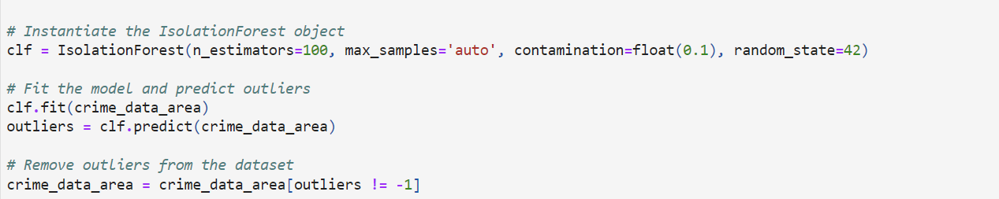 # Instantiate the IsolationForest object
clf = IsolationForest(n_estimators=100, max_samples='auto', contamination=float(0.1), random_state=42)
# Fit the model and predict outliers
clf.fit(crime_data_area)
outliers = clf.predict(crime_data_area)
# Remove outliers from the dataset
crime_data_area = crime_data_area[outliers != -1]